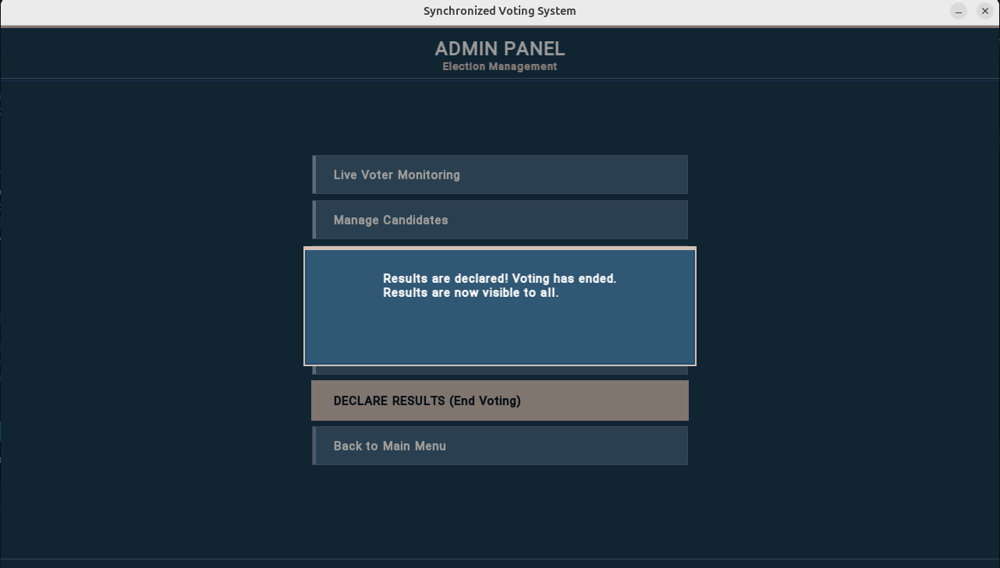 Synchronized Voting System
ADMIN PANEL
Election Management
Live Voter Monitoring
Manage Candidates
Results are declared! Voting has ended.
Results are now visible to all.
DECLARE RESULTS (End Voting)
Back to Main Menu